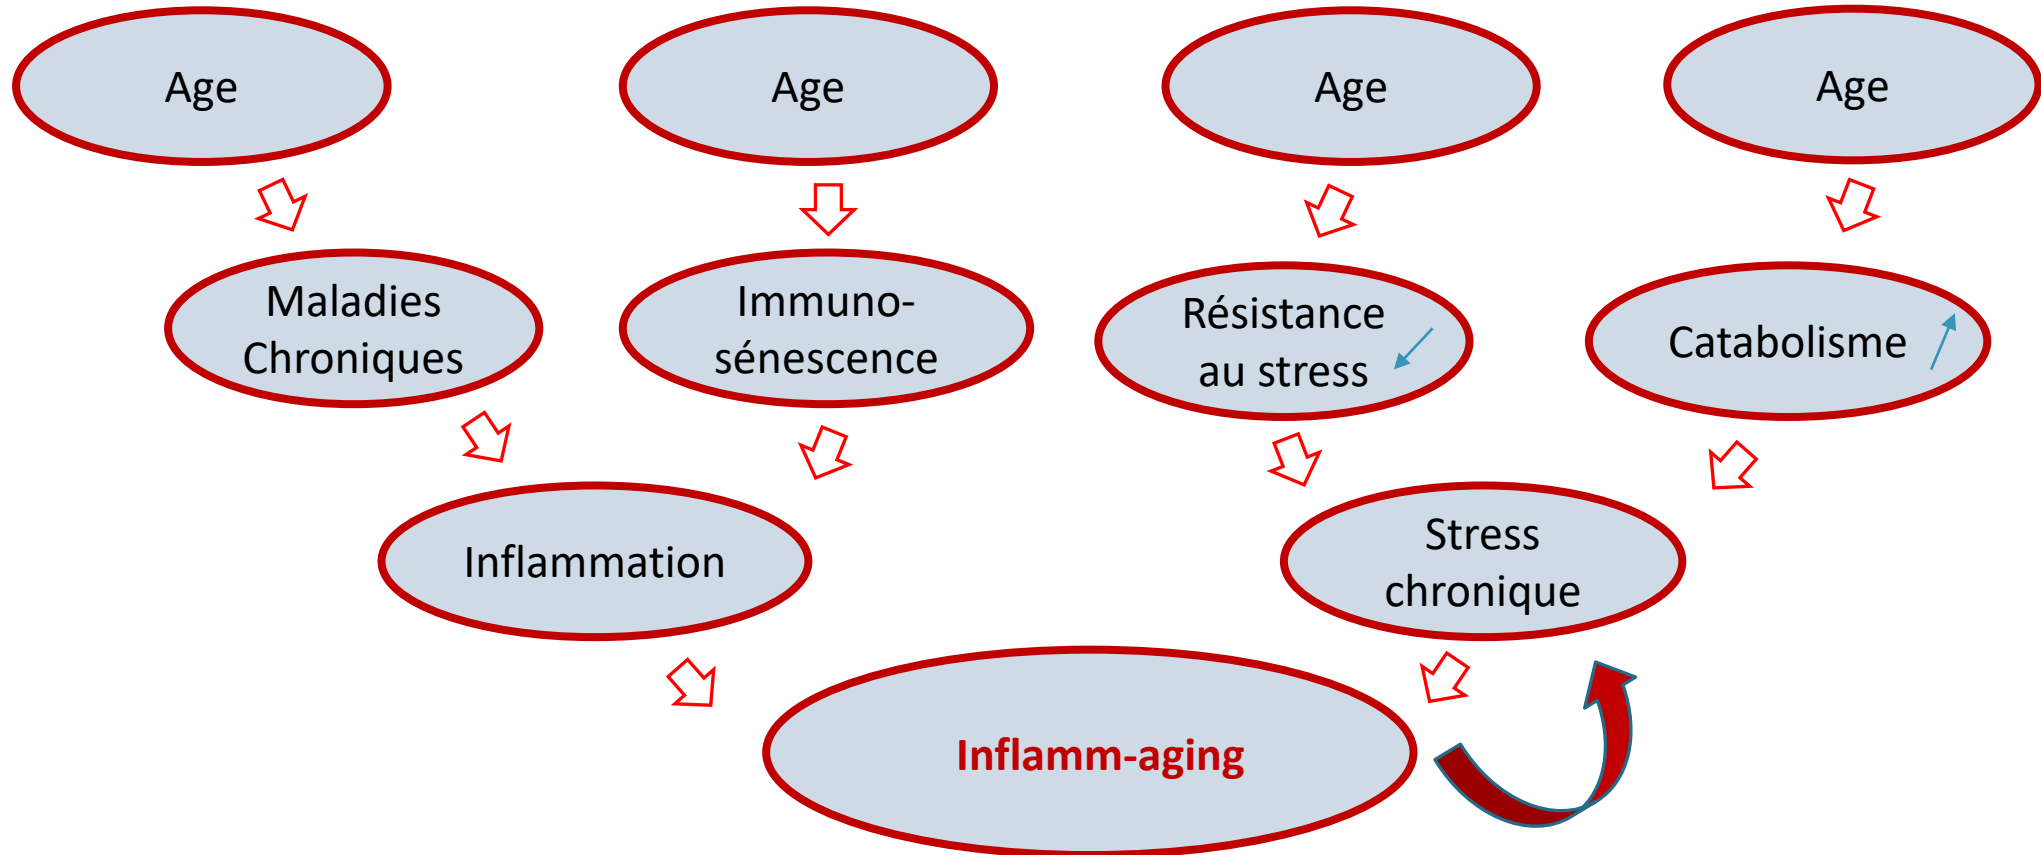 Age
Age
Age
Age
Maladies
Chroniques
Immuno-
sénescence
Résistance
au stress
Catabolisme
Inflammation
Stress
chronique
Inflamm-aging